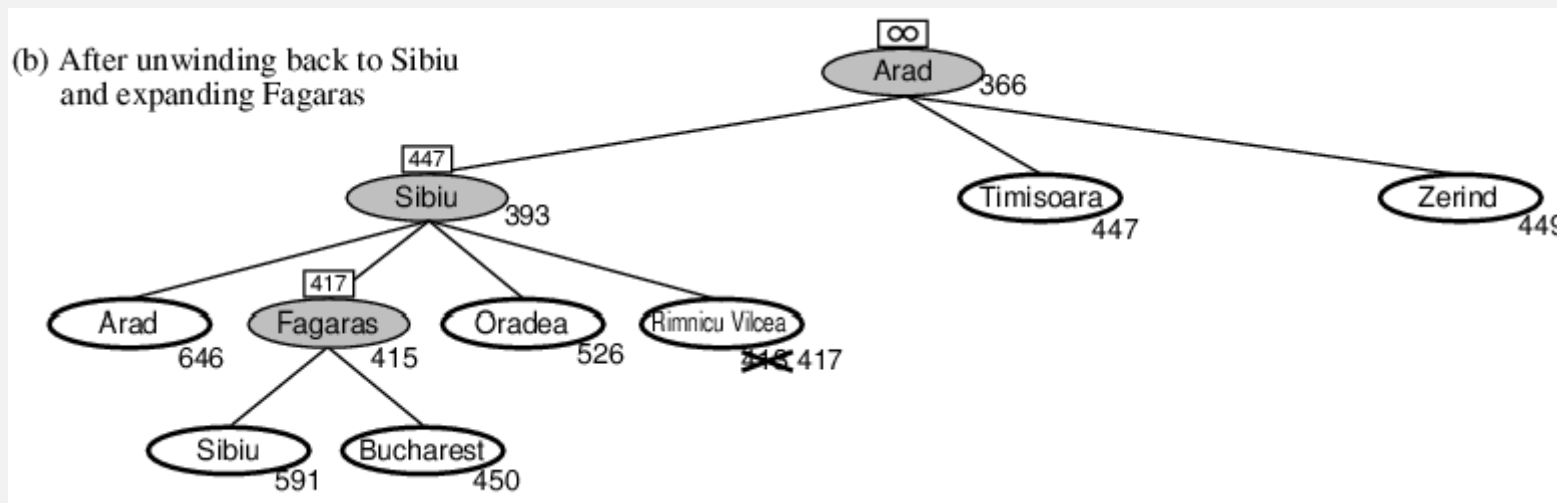 ∞
(b) After unwinding back to Sibiu
and expanding Fagaras
Arad
366
447
Sibiu
393
Timisoara
447
Zerind
449
417
Arad
646
Fagaras
415
Oradea
526
Rimnicu Vilcea
417
Sibiu
591
Bucharest
450